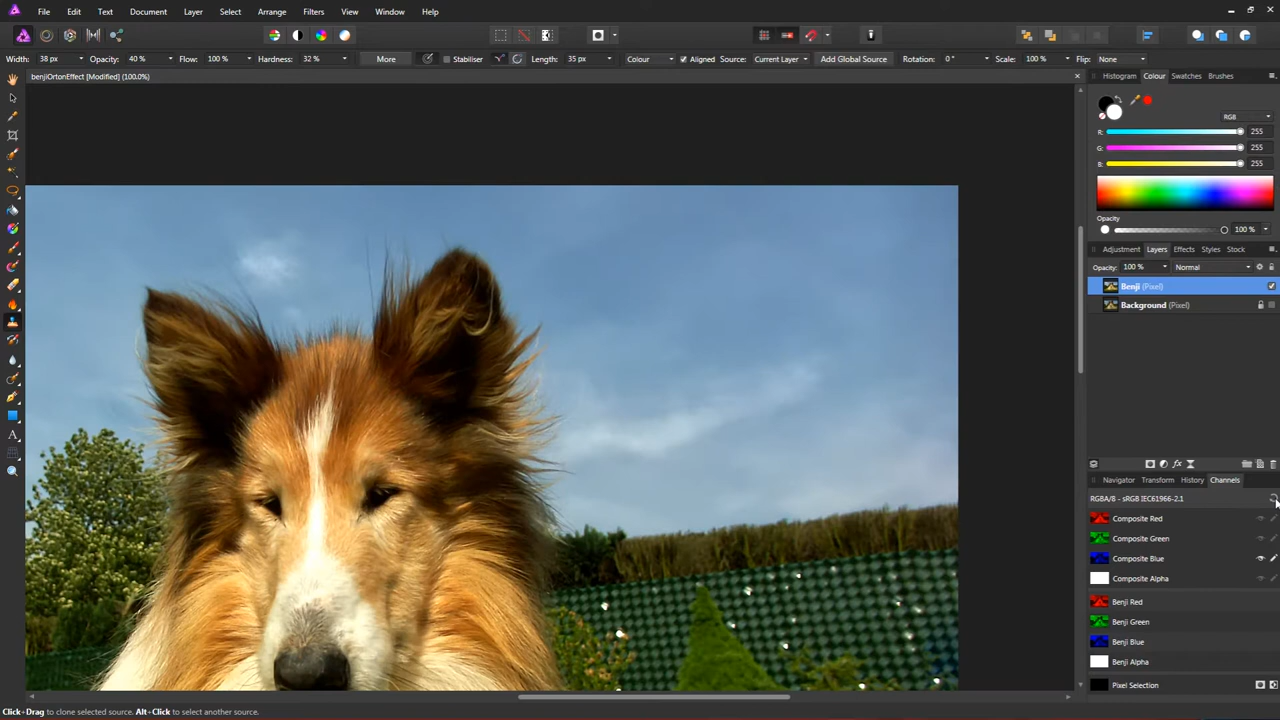 File Edit Text Document Layer Select Arrange Filters View Window Help
Width: 38 px Opacity: 40 % Flow: 100 % Hardness: 32 % More Stabiliser Length: 35 px Colour Aligned Source: Current Layer Add Global Source Rotation: 0 ° Scale: 100 % Flip: None
benjiOrtonEffect [Modified] (100.0%)
Histogram Colour Swatches Brushes
RGB
R: 255
G: 255
B: 255
Opacity
100 %
Adjustment Layers Effects Styles Stock
Opacity: 100 % Normal
Benji (Pixel)
Background (Pixel)
Navigator Transform History Channels
RGBA/8 - sRGB IEC61966-2.1
Composite Red
Composite Green
Composite Blue
Composite Alpha
Benji Red
Benji Green
Benji Blue
Benji Alpha
Pixel Selection
Click+Drag to clone selected source. Alt+Click to select another source.